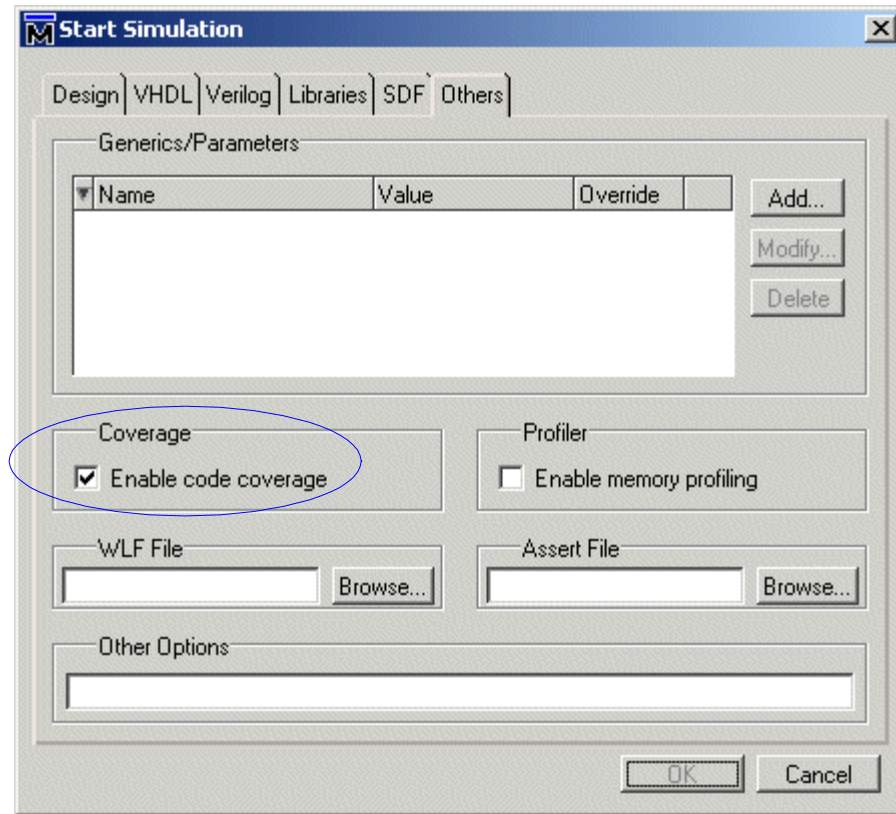 Start Simulation
Design VHDL Verilog Libraries SDF Others
Generics/Parameters
Name Value Override
Add...
Modify...
Delete
Coverage
Enable code coverage
Profiler
Enable memory profiling
WLF File
Browse...
Assert File
Browse...
Other Options
OK Cancel